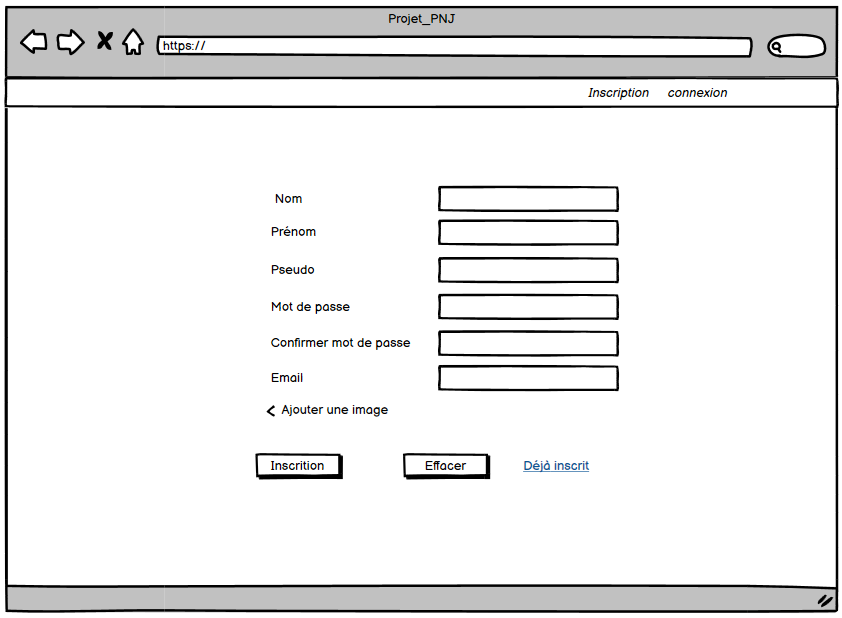 Projet_PNJ
https://
Inscription connexion
Nom
Prénom
Pseudo
Mot de passe
Confirmer mot de passe
Email
Ajouter une image
Inscrition Effacer Déjà inscrit